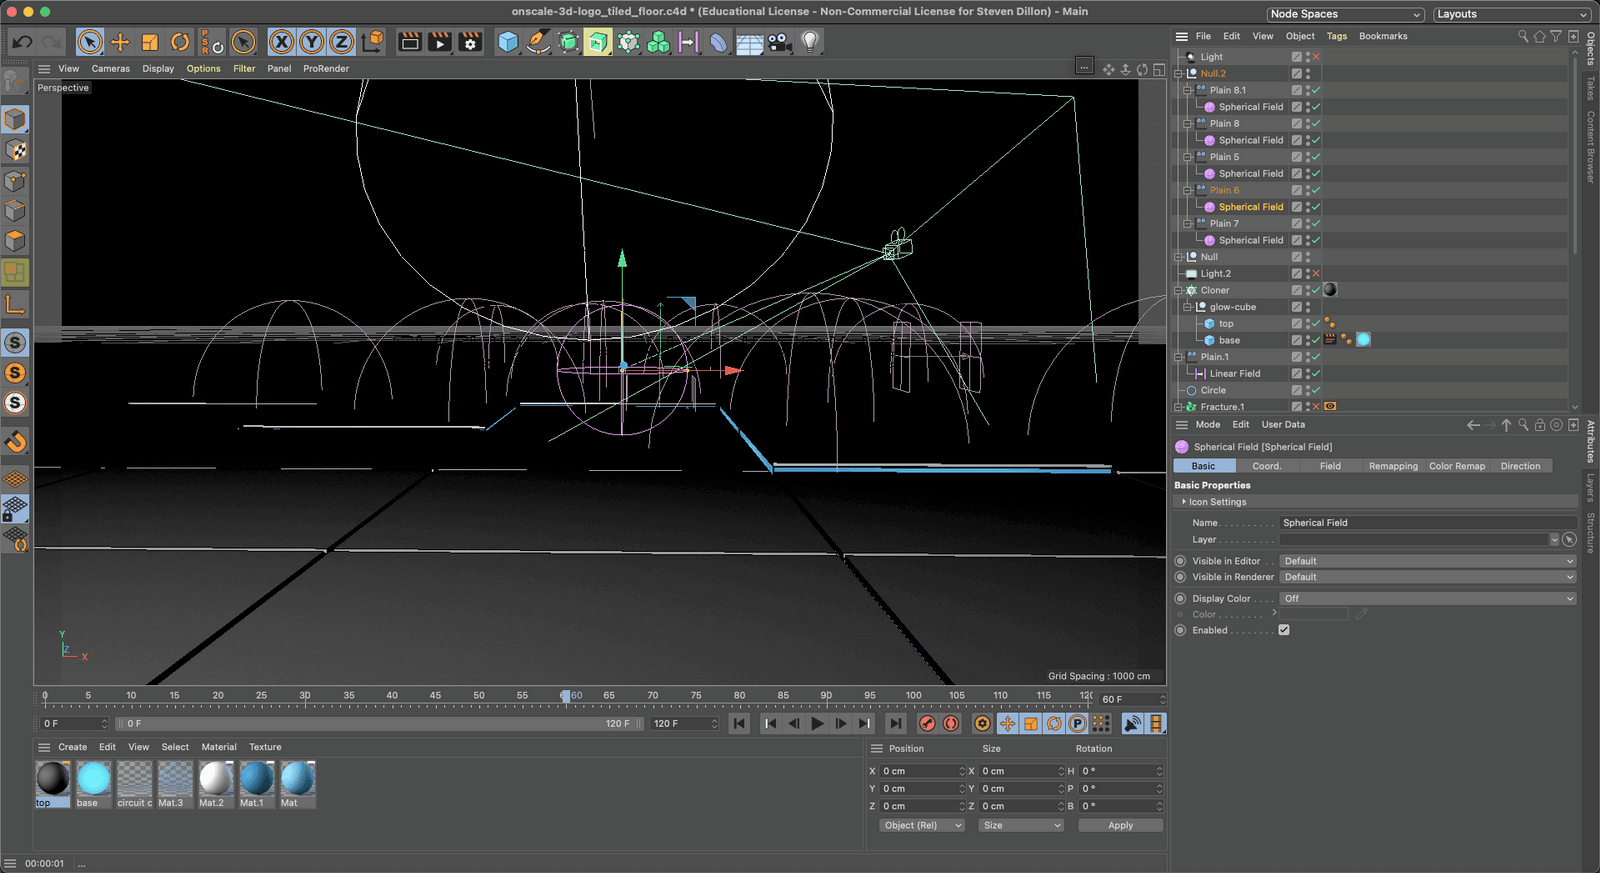 onscale-3d-logo_tiled_floor.c4d * (Educational License - Non-Commercial License for Steven Dillon) - Main
Node Spaces
Layouts
P
S
R
X
Y
Z
File Edit View Object Tags Bookmarks
View Cameras Display Options Filter Panel ProRender
Perspective
Light
Null.2
Plain 8.1
Spherical Field
Plain 8
Spherical Field
Plain 5
Spherical Field
Plain 6
Spherical Field
Plain 7
Spherical Field
Null
Light.2
Cloner
glow-cube
top
base
Plain.1
Linear Field
Circle
Fracture.1
Objects
Takes
Content Browser
Mode Edit User Data
Spherical Field [Spherical Field]
Basic Coord. Field Remapping Color Remap Direction
Basic Properties
Icon Settings
Name Spherical Field
Layer
Visible in Editor Default
Visible in Renderer Default
Display Color Off
Color
Enabled
Attributes
Layers
Structure
S
S
S
Y
Z
X
Grid Spacing : 1000 cm
0 5 10 15 20 25 30 35 40 45 50 55 60 65 70 75 80 85 90 95 100 105 110 115 120
60 F
0 F 0 F 120 F 120 F
P
Create Edit View Select Material Texture
top base circuit c Mat.3 Mat.2 Mat.1 Mat
Position Size Rotation
X 0 cm X 0 cm H 0 °
Y 0 cm Y 0 cm P 0 °
Z 0 cm Z 0 cm B 0 °
Object (Rel) Size Apply
00:00:01 ...